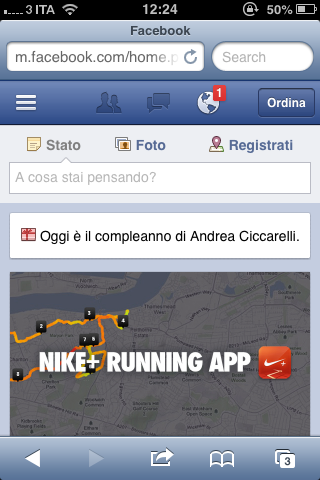 3 ITA 12:24 50%
Facebook
m.facebook.com/home.p
Search
1
Ordina
Stato Foto Registrati
A cosa stai pensando?
Oggi è il compleanno di Andrea Ciccarelli.
NIKE+ RUNNING APP
3